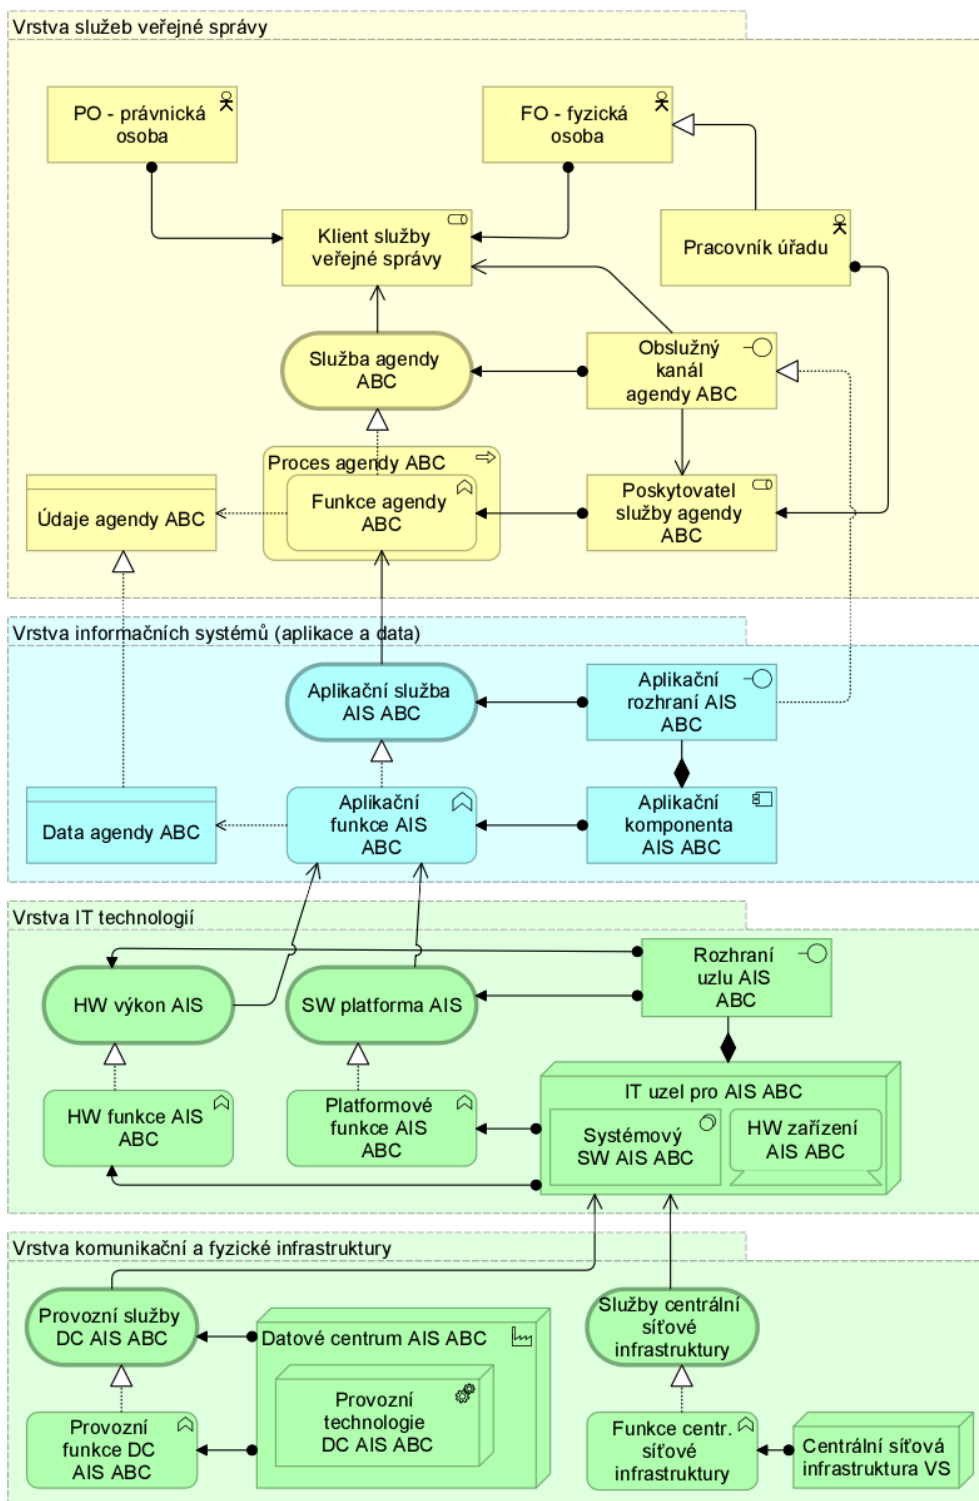 Vrstva služeb veřejné správy
PO - právnická
osoba
FO - fyzická
osoba
Klient služby
veřejné správy
Pracovník úřadu
Služba agendy
ABC
Obslužný
kanál
agendy ABC
Proces agendy ABC
Funkce agendy
ABC
Údaje agendy ABC
Poskytovatel
služby agendy
ABC
Vrstva informačních systémů (aplikace a data)
Aplikační služba
AIS ABC
Aplikační
rozhraní AIS
ABC
Data agendy ABC
Aplikační
funkce AIS
ABC
Aplikační
komponenta
AIS ABC
Vrstva IT technologií
HW výkon AIS
SW platforma AIS
Rozhraní
uzlu AIS
ABC
HW funkce AIS
ABC
Platformové
funkce AIS
ABC
IT uzel pro AIS ABC
Systémový
SW AIS ABC
HW zařízení
AIS ABC
Vrstva komunikační a fyzické infrastruktury
Provozní služby
DC AIS ABC
Datové centrum AIS ABC
Služby centrální
síťové
infrastruktury
Provozní
technologie
DC AIS ABC
Provozní
funkce DC
AIS ABC
Funkce centr.
síťové
infrastruktury
Centrální síťová
infrastruktura VS